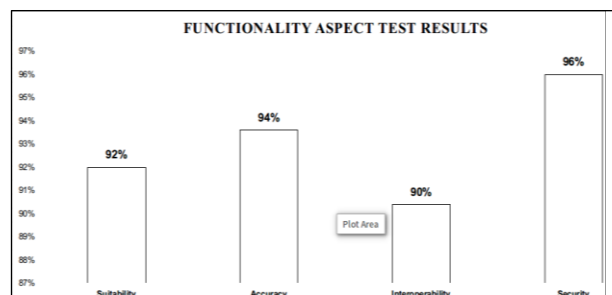 FUNCTIONALITY ASPECT TEST RESULTS
97%
96%
95%
94%
93%
92%
91%
90%
89%
88%
87%
92%
94%
90%
96%
Plot Area
Suitability
Accuracy
Interoperability
Security